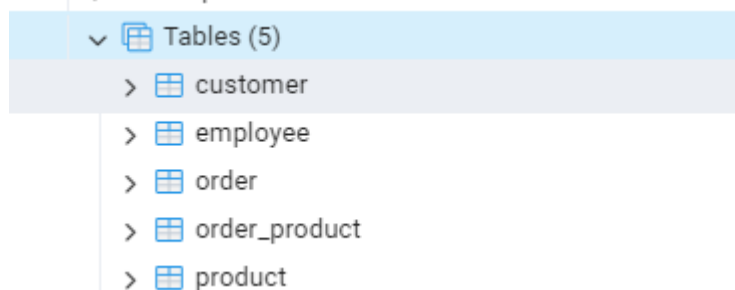 Tables (5)
customer
employee
order
order_product
product